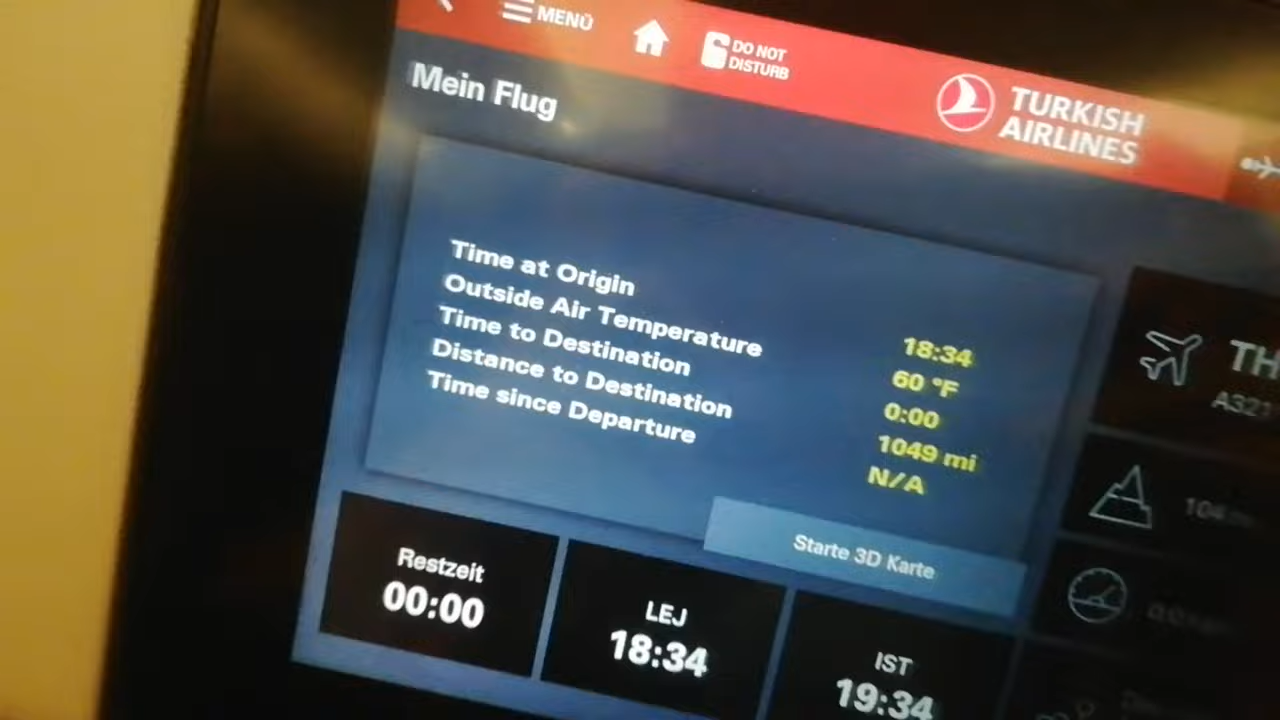 MENÜ
DO NOT
DISTURB
TURKISH
AIRLINES
Mein Flug
Time at Origin
Outside Air Temperature
Time to Destination
Distance to Destination
Time since Departure
18:34
60 °F
0:00
1049 mi
N/A
Starte 3D Karte
TH
A321
Restzeit
00:00
LEJ
18:34
IST
19:34